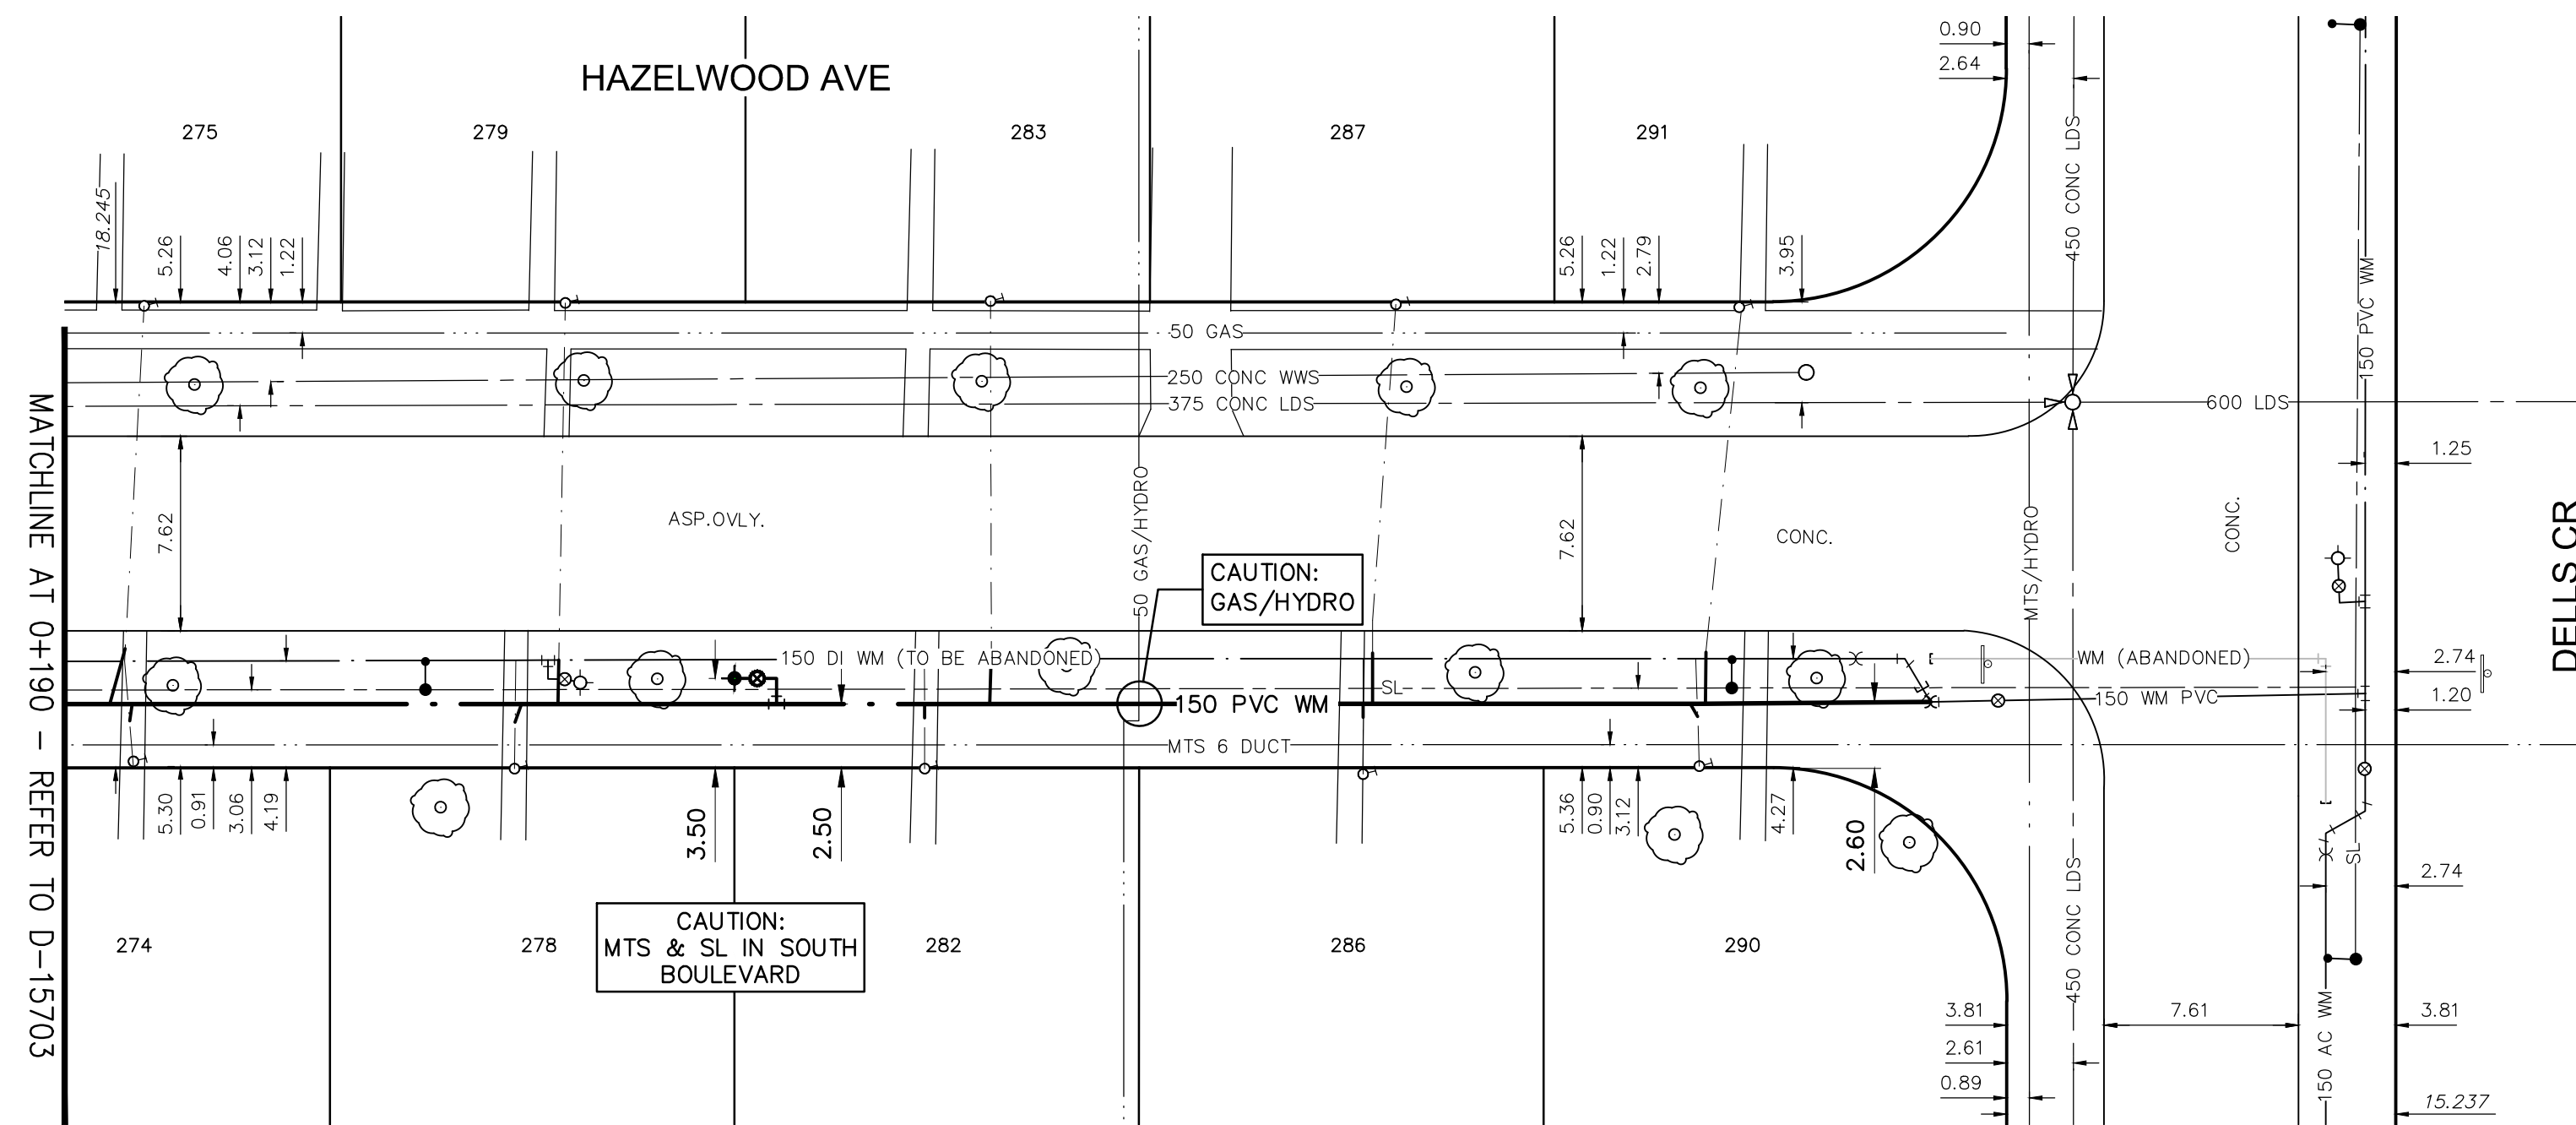 0.90
2.64
HAZELWOOD AVE
275
279
283
287
291
450 CONC LDS
18.245
5.26
4.06
3.12
1.22
5.26
1.22
2.79
3.95
150 PVC WM
50 GAS
250 CONC WWS
375 CONC LDS
600 LDS
1.25
MATCHLINE AT 0+190 - REFER TO D-15703
7.62
ASP.OVLY.
50 GAS/HYDRO
7.62
CONC.
MTS/HYDRO
CONC.
DELLS CR
CAUTION:
GAS/HYDRO
150 DI WM (TO BE ABANDONED)
WM (ABANDONED)
2.74
SL
150 PVC WM
150 WM PVC
1.20
MTS 6 DUCT
5.30
0.91
3.06
4.19
3.50
2.50
5.36
0.90
3.12
4.27
2.60
SL
450 CONC LDS
2.74
CAUTION:
MTS & SL IN SOUTH
BOULEVARD
274
278
282
286
290
150 AC WM
3.81
7.61
3.81
2.61
0.89
15.237